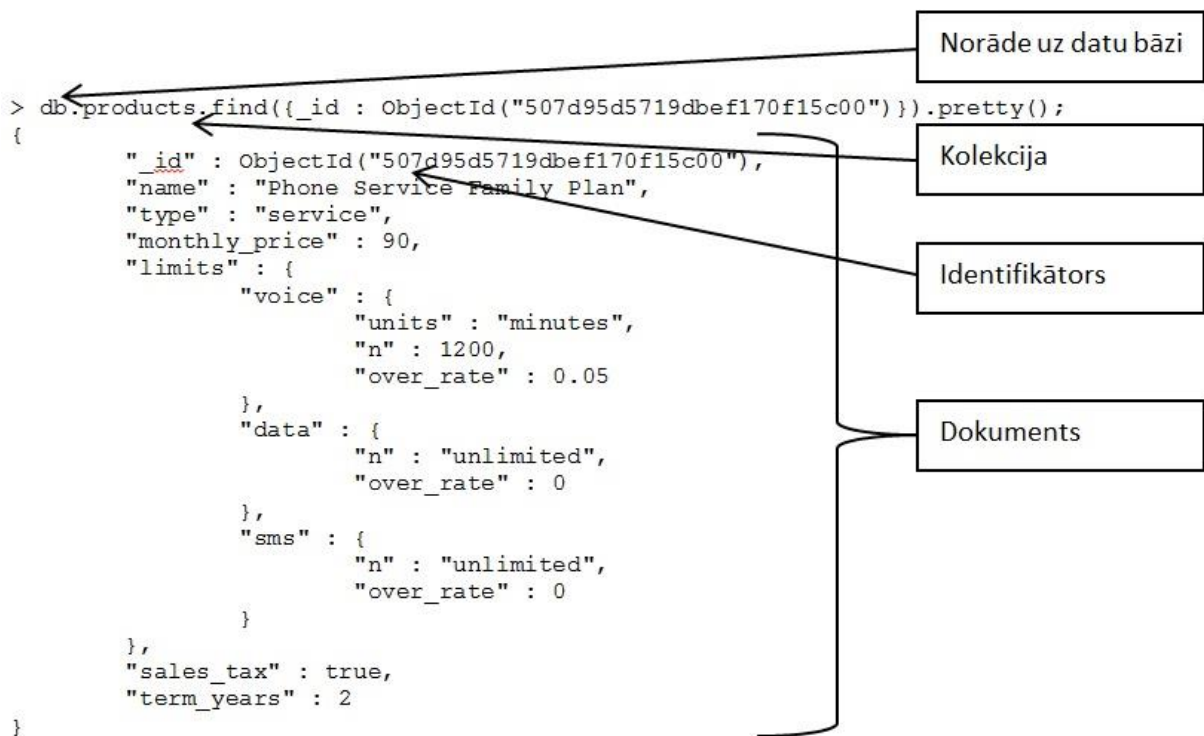 Norāde uz datu bāzi
> db.products.find({_id : ObjectId("507d95d5719dbef170f15c00")}).pretty();
{
Kolekcija
"_id" : ObjectId("507d95d5719dbef170f15c00"),
"name" : "Phone Service Family Plan",
"type" : "service",
"monthly_price" : 90,
"limits" : {
Identifikātors
"voice" : {
"units" : "minutes",
"n" : 1200,
"over_rate" : 0.05
},
"data" : {
Dokuments
"n" : "unlimited",
"over_rate" : 0
},
"sms" : {
"n" : "unlimited",
"over_rate" : 0
}
},
"sales_tax" : true,
"term_years" : 2
}